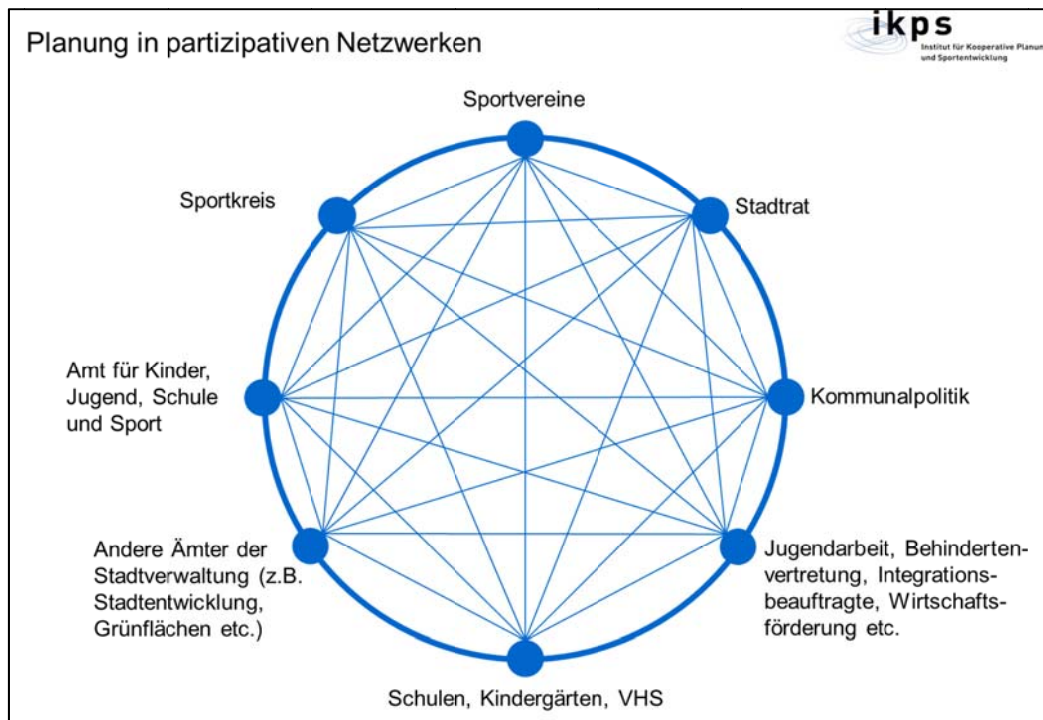 Planung in partizipativen Netzwerken
ikps
Institut für Kooperative Planun
und Sportentwicklung
Sportvereine
Sportkreis
Stadtrat
Amt für Kinder,
Jugend, Schule
und Sport
Kommunalpolitik
Andere Ämter der
Stadtverwaltung (z.B.
Stadtentwicklung,
Grünflächen etc.)
Jugendarbeit, Behinderten-
vertretung, Integrations-
beauftragte, Wirtschafts-
förderung etc.
Schulen, Kindergärten, VHS